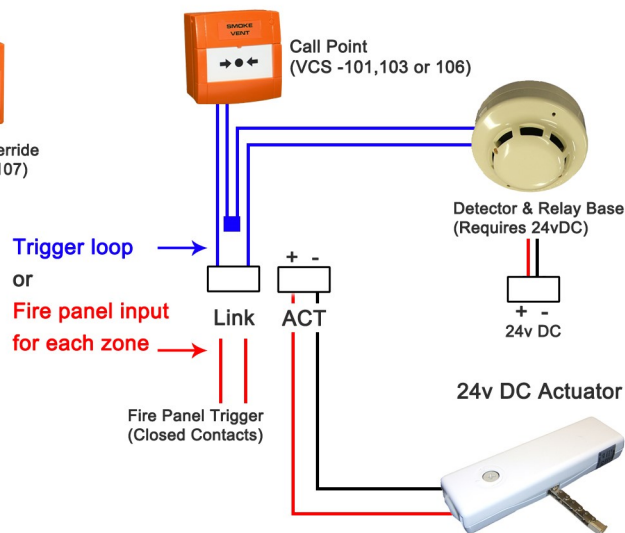 SMOKE
VENT
Call Point
(VCS -101,103 or 106)
erride
107)
Detector & Relay Base
(Requires 24vDC)
+ -
24v DC
Trigger loop
or
Fire panel input
for each zone
+ -
Link
ACT
Fire Panel Trigger
(Closed Contacts)
24v DC Actuator